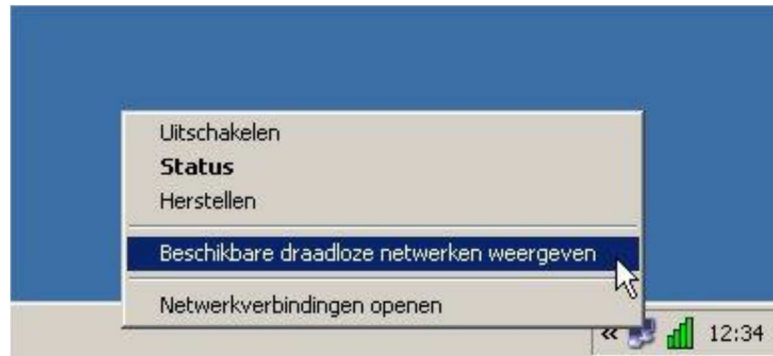 Uitschakelen
Status
Herstellen
Beschikbare draadloze netwerken weergeven
Netwerkverbindingen openen
« 12:34